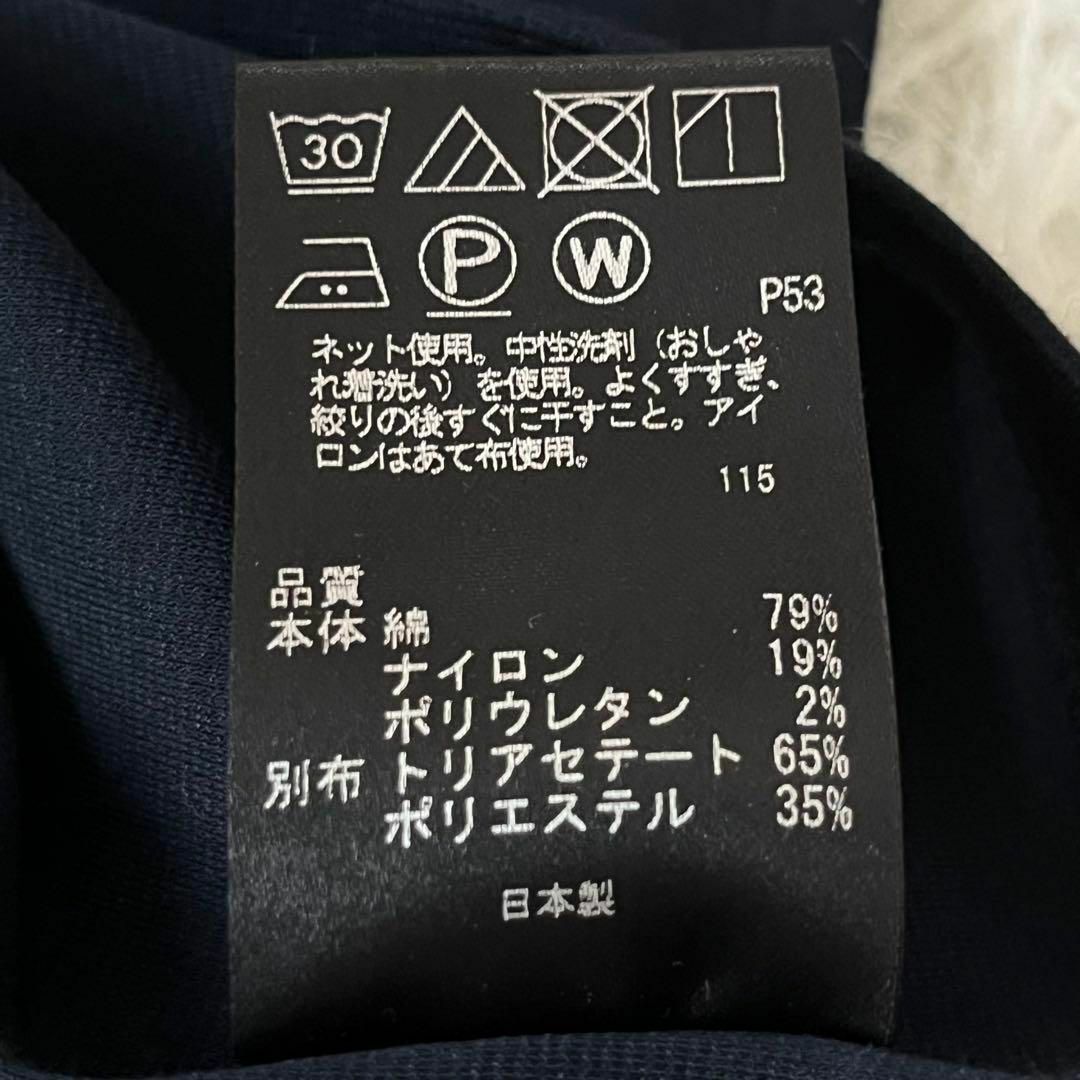 30
P W P53
ネット使用。中性洗剤（おしゃ
れ着洗い）を使用。よくすすぎ、
絞りの後すぐに干すこと。アイ
ロンはあて布使用。
115
品質
本体 綿 79%
ナイロン 19%
ポリウレタン 2%
別布 トリアセテート 65%
ポリエステル 35%
日本製